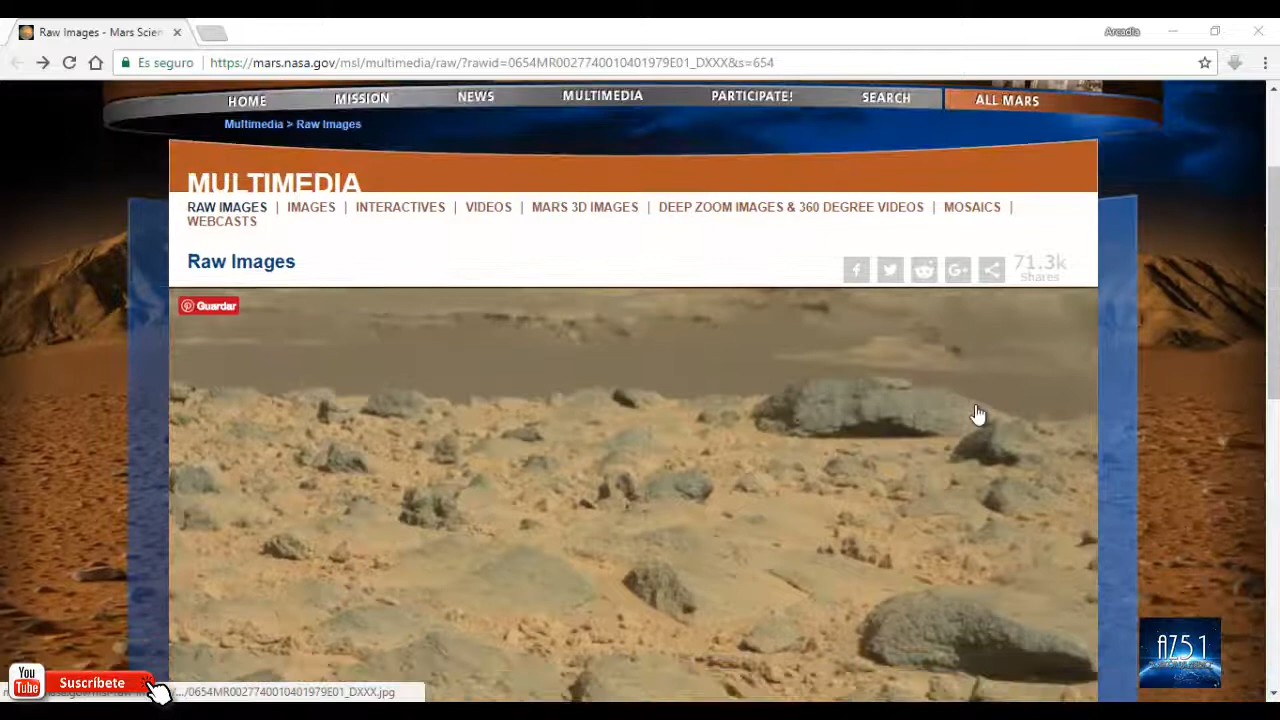 Raw Images - Mars Scien
Arcadia
Es seguro
https://mars.nasa.gov/msl/multimedia/raw/?rawid=0654MR0027740010401979E01_DXXX&s=654
HOME MISSION NEWS MULTIMEDIA PARTICIPATE! SEARCH ALL MARS
Multimedia > Raw Images
MULTIMEDIA
RAW IMAGES | IMAGES | INTERACTIVES | VIDEOS | MARS 3D IMAGES | DEEP ZOOM IMAGES & 360 DEGREE VIDEOS | MOSAICS |
WEBCASTS
Raw Images
71.3k
Shares
Guardar
AZ51
You
Tube
Suscríbete
.../0654MR0027740010401979E01_DXXX.jpg